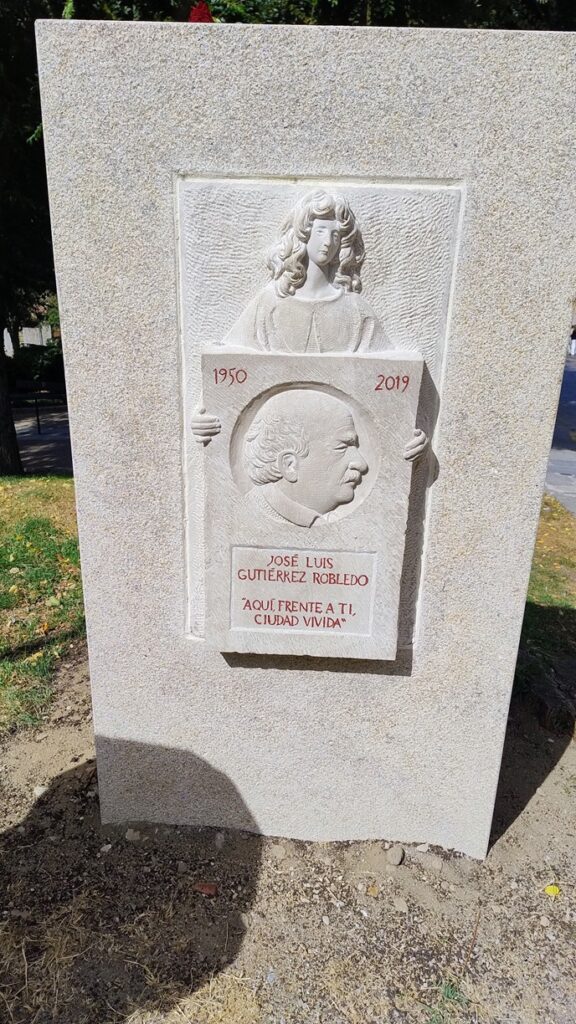 1950 2019
JOSÉ LUIS
GUTIÉRREZ ROBLEDO
"AQUÍ, FRENTE A TI,
CIUDAD VIVIDA"